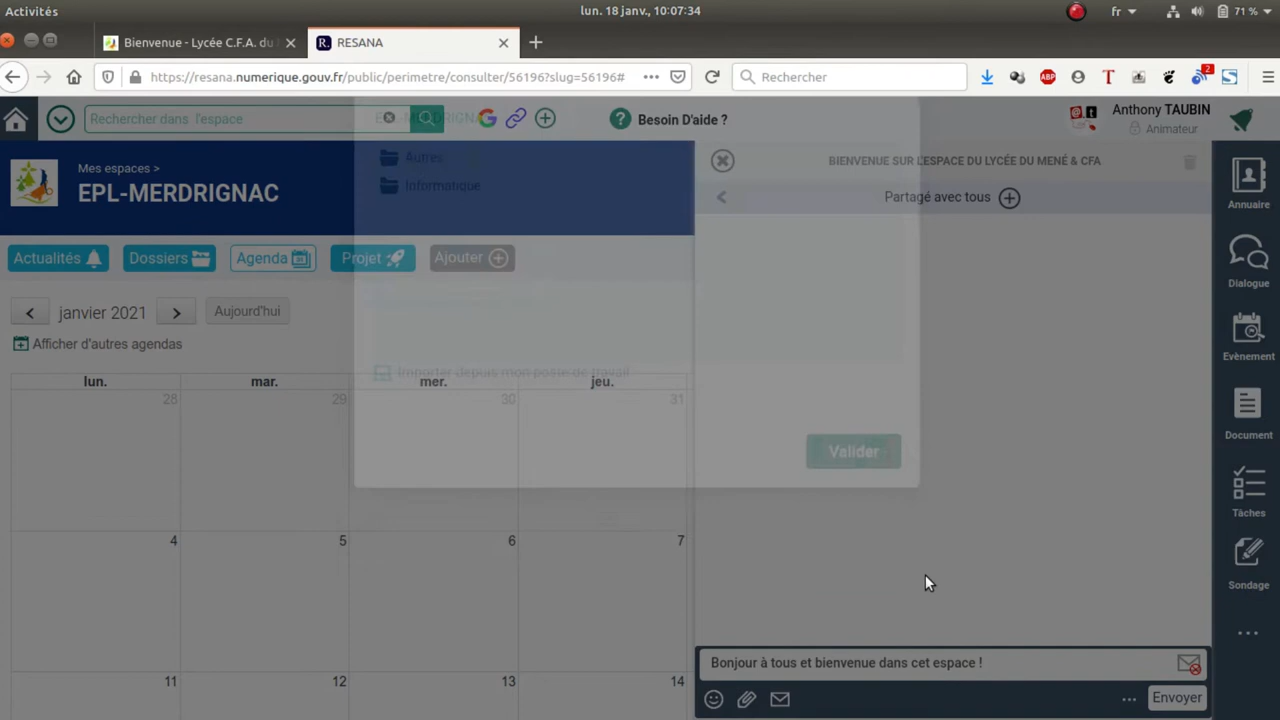 Activités
lun. 18 janv., 10:07:34
fr
71 %
Bienvenue - Lycée C.F.A. du
RESANA
https://resana.numerique.gouv.fr/public/perimetre/consulter/56196?slug=56196#
Rechercher
ABP
T
2
S
Rechercher dans l'espace
Besoin D'aide ?
Anthony TAUBIN
Animateur
Mes espaces >
EPL-MERDRIGNAC
Autres
Informatique
BIENVENUE SUR L'ESPACE DU LYCÉE DU MENÉ & CFA
Partagé avec tous
Annuaire
Dialogue
Evènement
Document
Tâches
Sondage
Actualités
Dossiers
Agenda
Projet
Ajouter
janvier 2021
Aujourd'hui
Afficher d'autres agendas
Importer depuis mon poste de travail
lun. mar. mer. jeu.
28 29 30 31
Valider
4 5 6 7
11 12 13 14
Bonjour à tous et bienvenue dans cet espace !
Envoyer